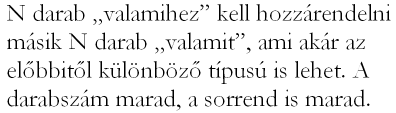 N darab „valamihez” kell hozzárendelni
másik N darab „valamit”, ami akár az
előbbitől különböző típusú is lehet. A
darabszám marad, a sorrend is marad.